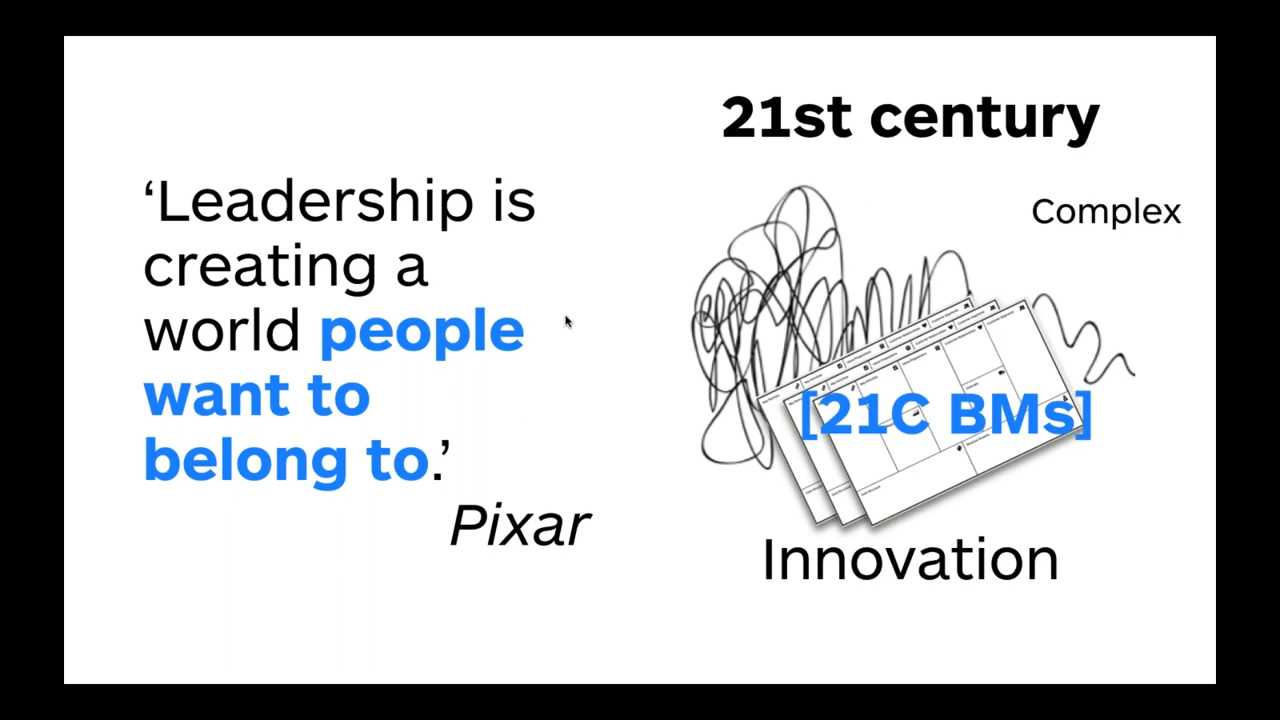 ‘Leadership is
creating a
world people
want to
belong to.’
Pixar
21st century
Complex
[21C BMs]
Innovation